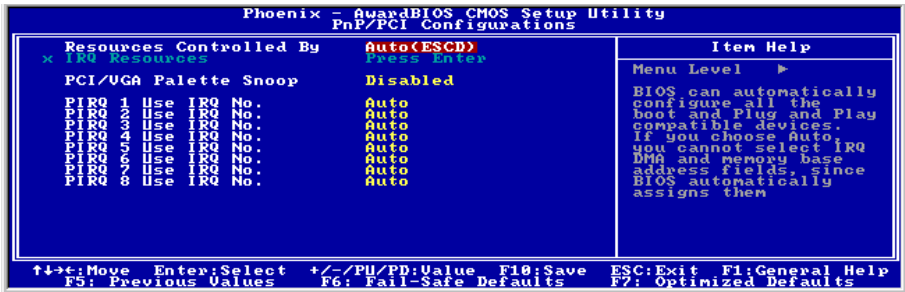 Phoenix - AwardBIOS CMOS Setup Utility
PnP/PCI Configurations
Resources Controlled By Auto(ESCD)
x IRQ Resources Press Enter
PCI/VGA Palette Snoop Disabled
PIRQ 1 Use IRQ No. Auto
PIRQ 2 Use IRQ No. Auto
PIRQ 3 Use IRQ No. Auto
PIRQ 4 Use IRQ No. Auto
PIRQ 5 Use IRQ No. Auto
PIRQ 6 Use IRQ No. Auto
PIRQ 7 Use IRQ No. Auto
PIRQ 8 Use IRQ No. Auto
Item Help
Menu Level ►
BIOS can automatically
configure all the
boot and Plug and Play
compatible devices.
If you choose Auto,
you cannot select IRQ
DMA and memory base
address fields, since
BIOS automatically
assigns them
↑↓→←:Move Enter:Select +/-/PU/PD:Value F10:Save ESC:Exit F1:General Help
F5: Previous Values F6: Fail-Safe Defaults F7: Optimized Defaults